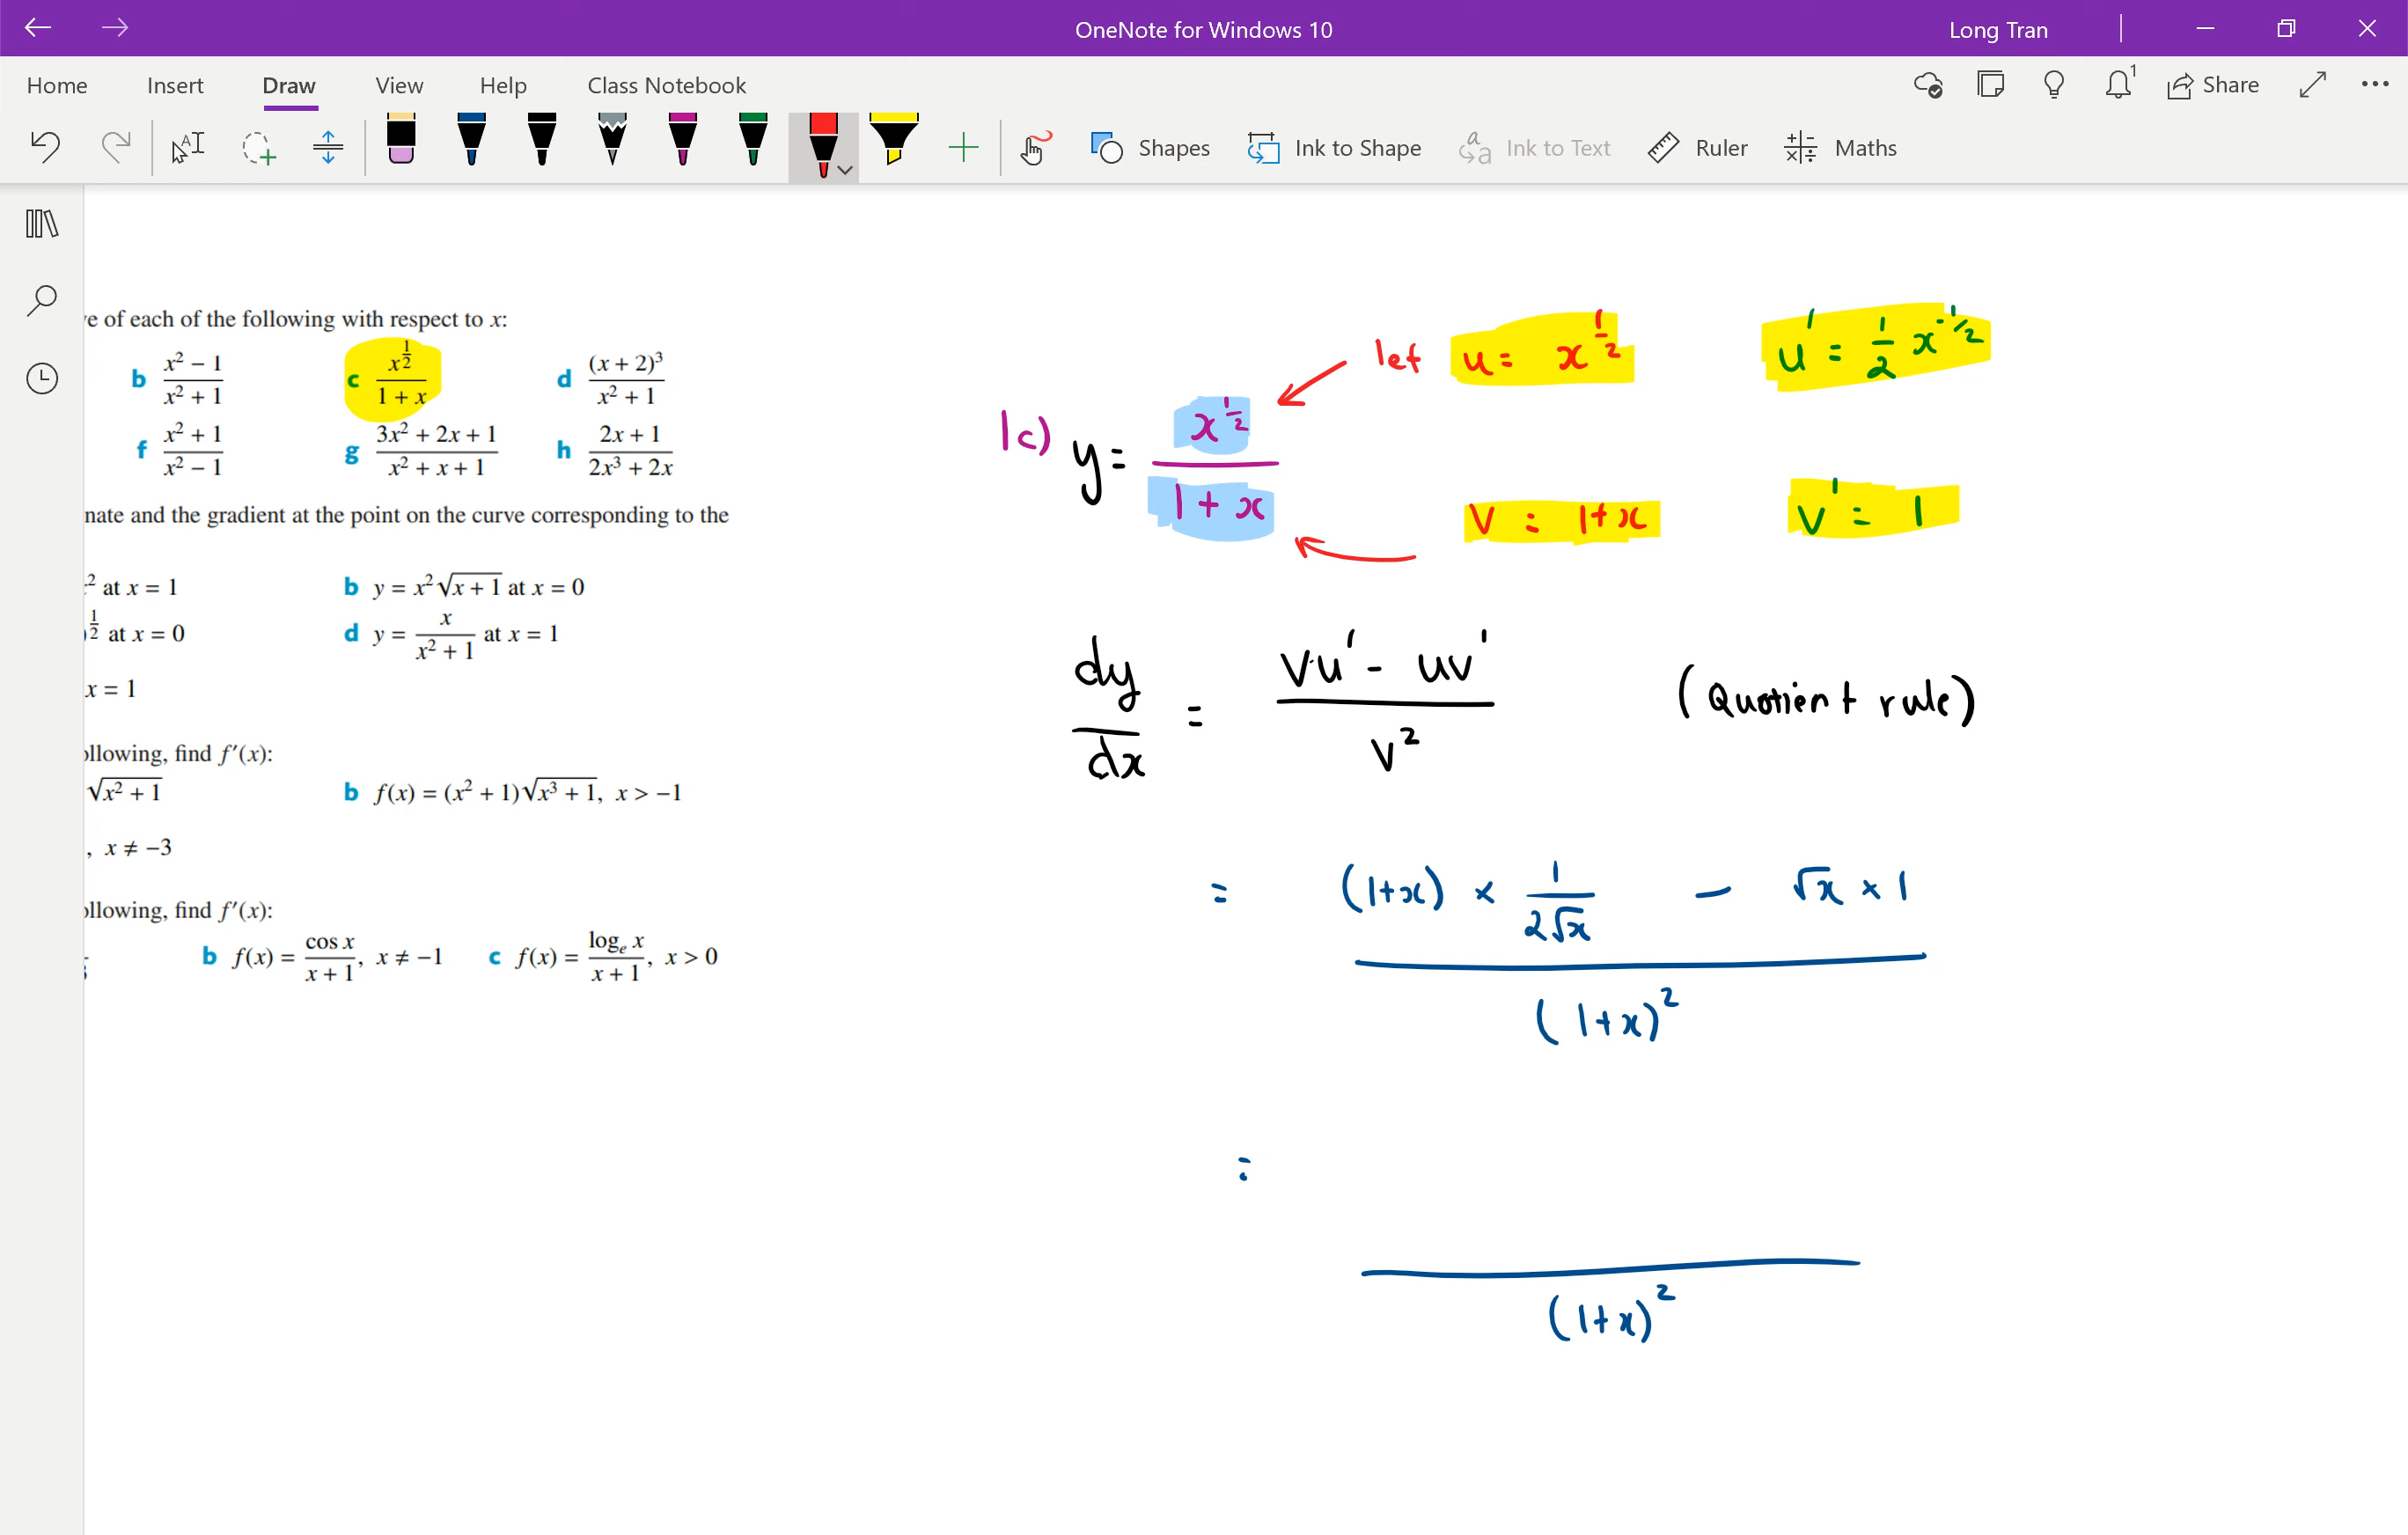 OneNote for Windows 10
Long Tran
Home Insert Draw View Help Class Notebook
1 Share
Shapes Ink to Shape Ink to Text Ruler Maths
e of each of the following with respect to x:
b (x² − 1)/(x² + 1) c x^(1/2)/(1 + x) d (x + 2)³/(x² + 1)
f (x² + 1)/(x² − 1) g (3x² + 2x + 1)/(x² + x + 1) h (2x + 1)/(2x³ + 2x)
nate and the gradient at the point on the curve corresponding to the
² at x = 1 b y = x²√(x + 1) at x = 0
)^(1/2) at x = 0 d y = x/(x² + 1) at x = 1
x = 1
llowing, find f′(x):
√(x² + 1) b f(x) = (x² + 1)√(x³ + 1), x > −1
, x ≠ −3
llowing, find f′(x):
b f(x) = cos x/(x + 1), x ≠ −1 c f(x) = logₑ x/(x + 1), x > 0
1c) y = x^(1/2)/(1 + x)
let u = x^(1/2) u' = 1/2 x^(-1/2)
v = 1+x v' = 1
dy/dx = (v·u' - uv')/v² (Quotient rule)
= ((1+x) × 1/(2√x) - √x × 1)/(1+x)²
=
(1+x)²